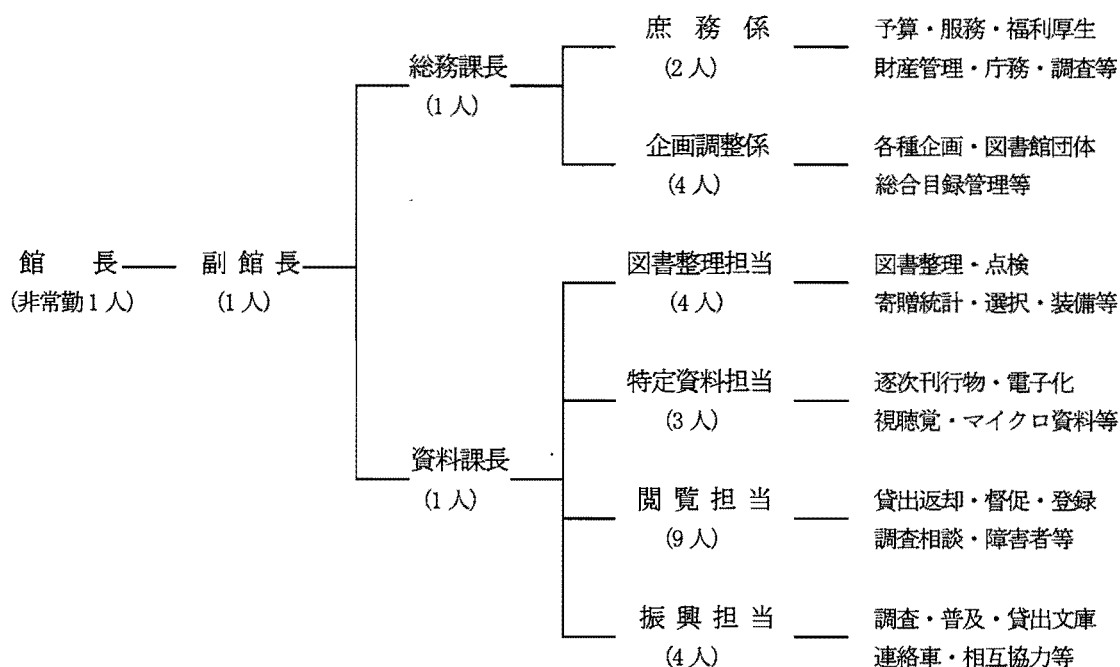 館長
(非常勤1人)
副館長
(1人)
総務課長
(1人)
庶務係
(2人)
予算・服務・福利厚生
財産管理・庁務・調査等
企画調整係
(4人)
各種企画・図書館団体
総合目録管理等
資料課長
(1人)
図書整理担当
(4人)
図書整理・点検
寄贈統計・選択・装備等
特定資料担当
(3人)
逐次刊行物・電子化
視聴覚・マイクロ資料等
閲覧担当
(9人)
貸出返却・督促・登録
調査相談・障害者等
振興担当
(4人)
調査・普及・貸出文庫
連絡車・相互協力等